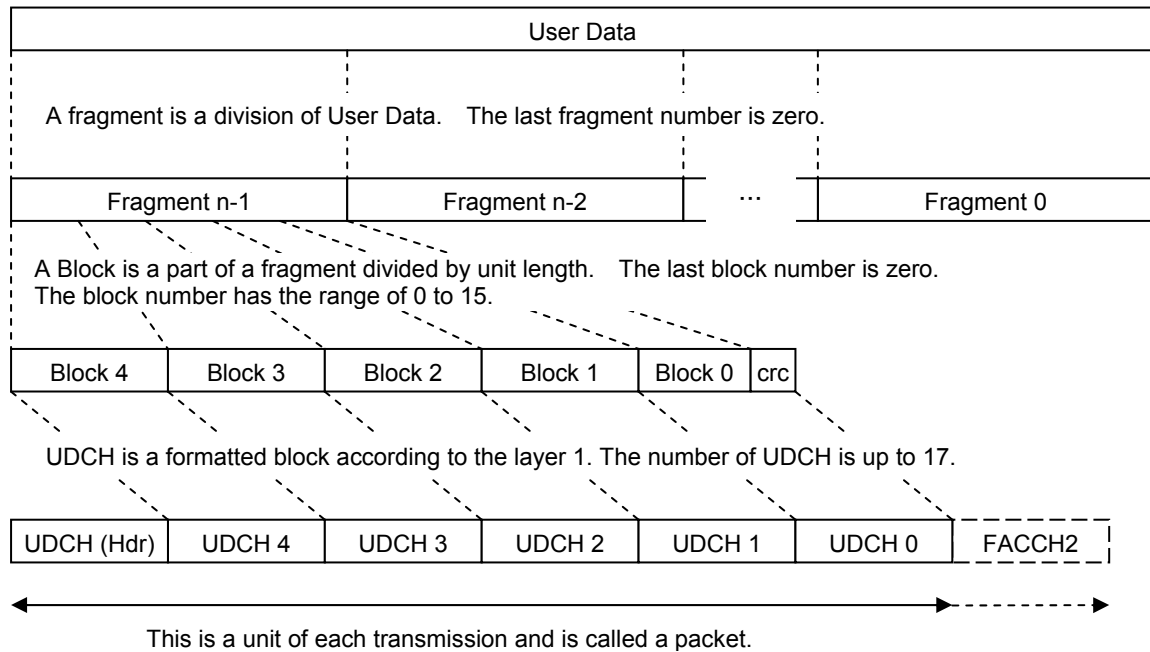 User Data
A fragment is a division of User Data. The last fragment number is zero.
Fragment n-1 Fragment n-2 ... Fragment 0
A Block is a part of a fragment divided by unit length. The last block number is zero.
The block number has the range of 0 to 15.
Block 4 Block 3 Block 2 Block 1 Block 0 crc
UDCH is a formatted block according to the layer 1. The number of UDCH is up to 17.
UDCH (Hdr) UDCH 4 UDCH 3 UDCH 2 UDCH 1 UDCH 0 FACCH2
This is a unit of each transmission and is called a packet.